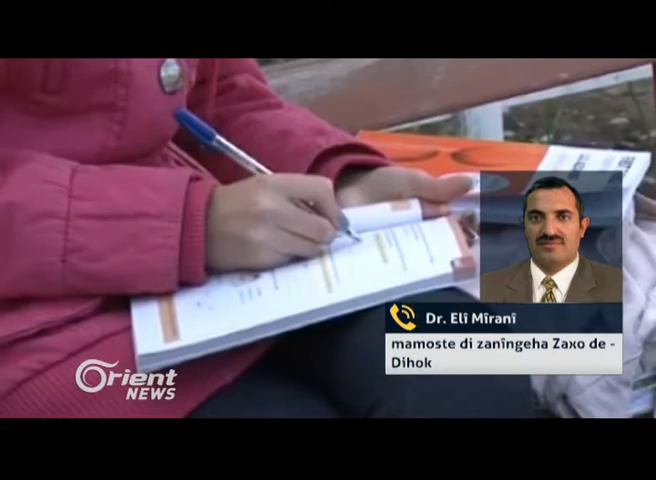 Dr. Elî Mîranî
mamoste di zanîngeha Zaxo de -
Dihok
Orient
NEWS